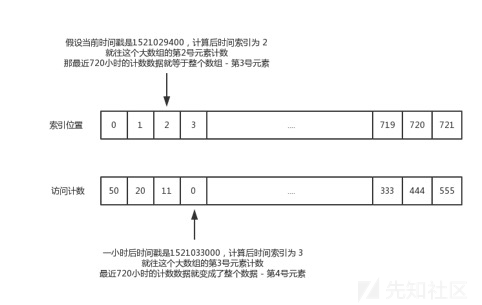 假设当前时间戳是1521029400，计算后时间索引为 2
就往这个大数组的第2号元素计数
那最近720小时的计数数据就等于整个数组 - 第3号元素
索引位置 0 1 2 3 .... 719 720 721
访问计数 50 20 11 0 .... 333 444 555
一小时后时间戳是1521033000，计算后时间索引为 3
就往这个大数组的第3号元素计数
最近720小时的计数数据就变成了整个数据 - 第4号元素
先知社区